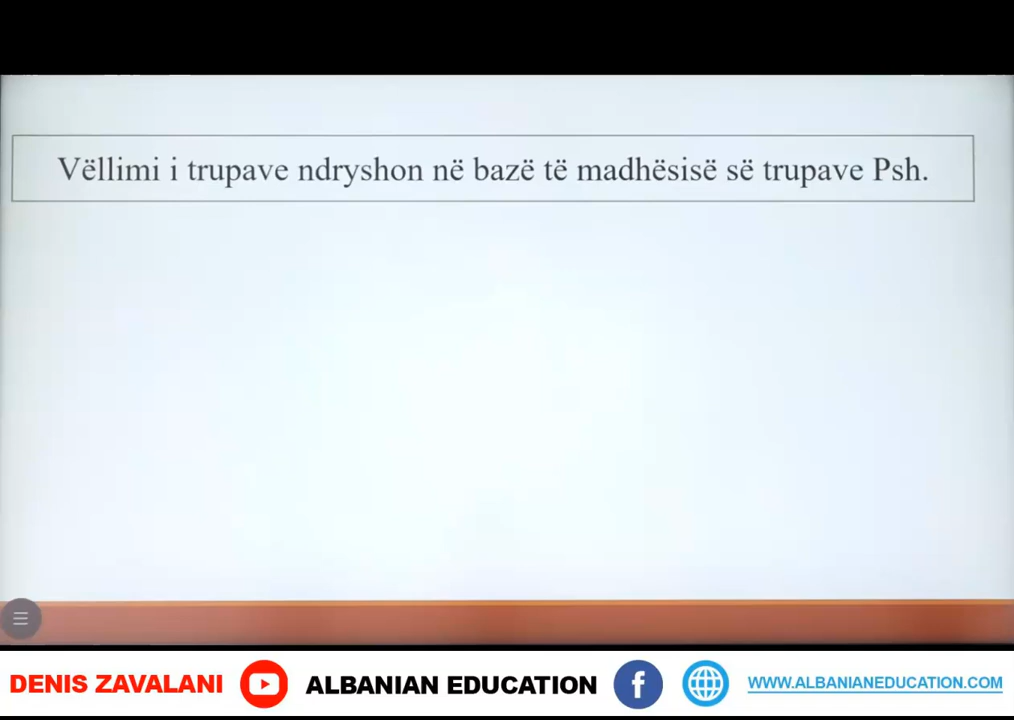 Vëllimi i trupave ndryshon në bazë të madhësisë së trupave Psh.
DENIS ZAVALANI ALBANIAN EDUCATION WWW.ALBANIANEDUCATION.COM